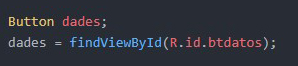 Button dades;
dades = findViewById(R.id.btdatos);